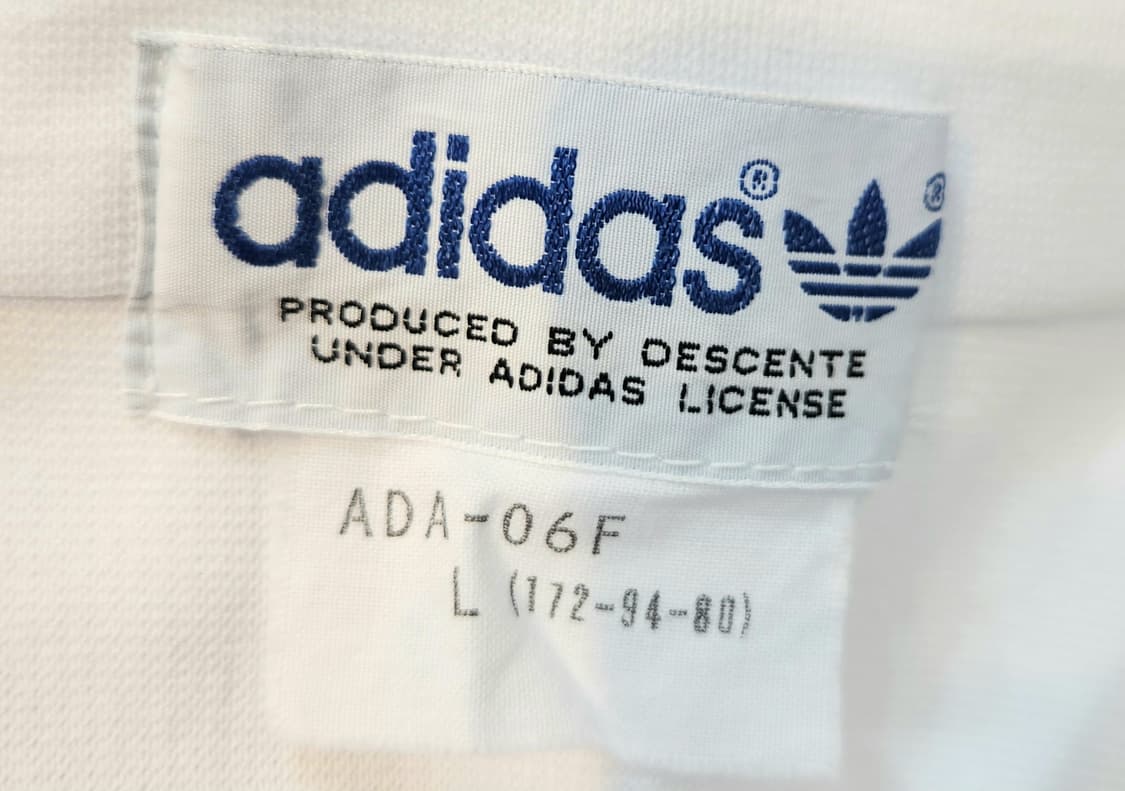 adidas®
®
PRODUCED BY DESCENTE
UNDER ADIDAS LICENSE
ADA-06F
L (172-94-80)